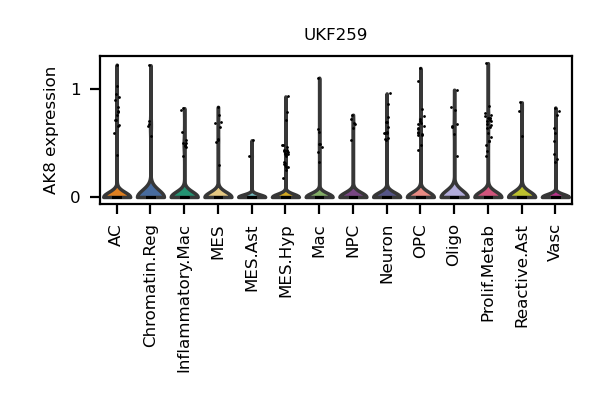 UKF259
AK8 expression
1
0
AC
Chromatin.Reg
Inflammatory.Mac
MES
MES.Ast
MES.Hyp
Mac
NPC
Neuron
OPC
Oligo
Prolif.Metab
Reactive.Ast
Vasc